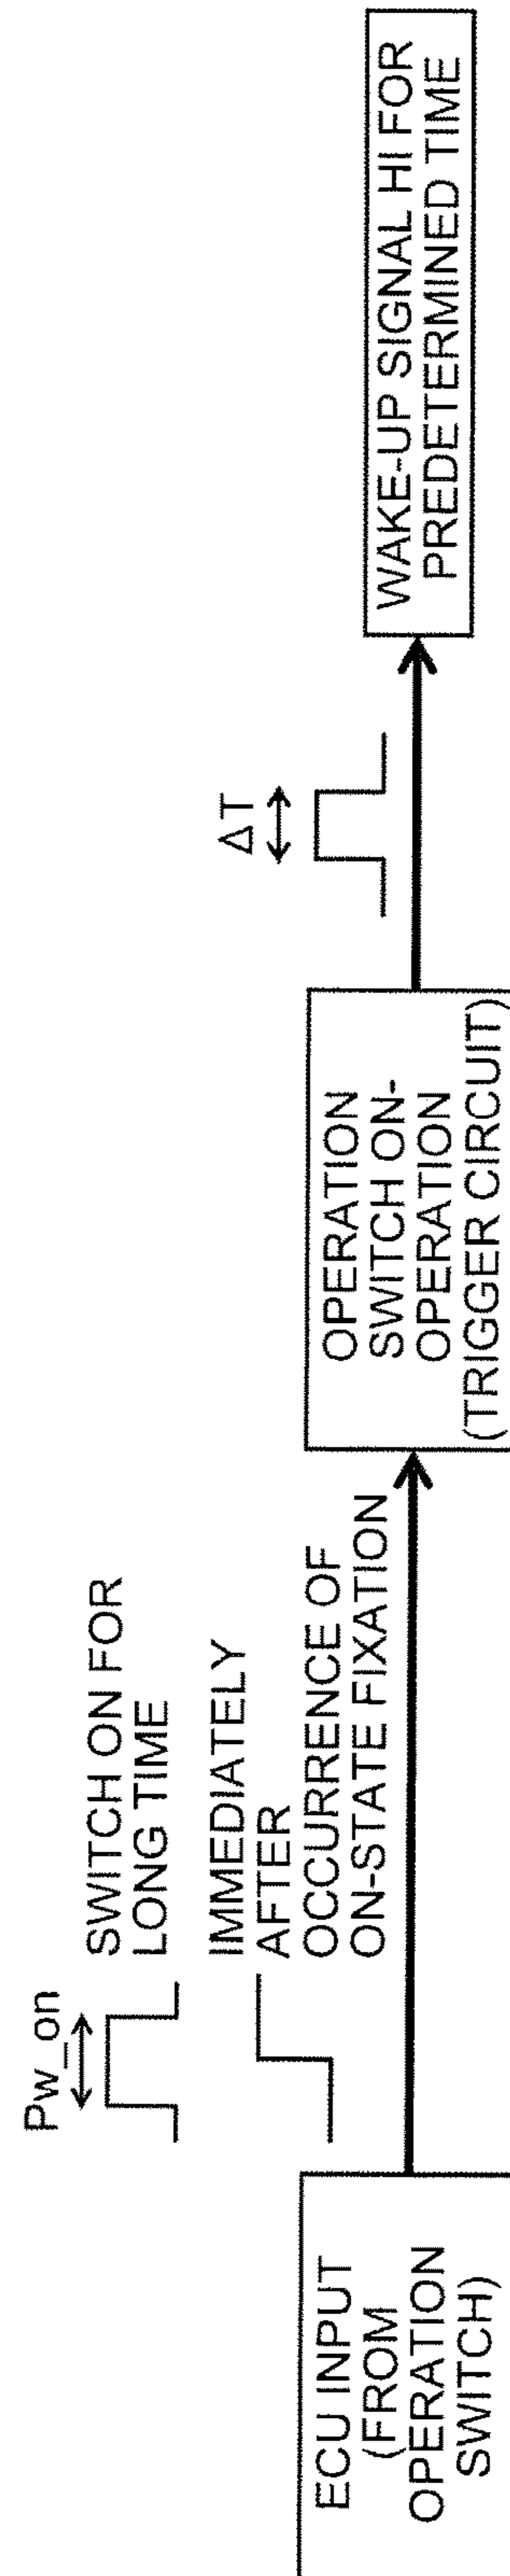 ECU INPUT
(FROM
OPERATION
SWITCH)
Pw_on
SWITCH ON FOR
LONG TIME
IMMEDIATELY
AFTER
OCCURRENCE OF
ON-STATE FIXATION
OPERATION
SWITCH ON-
OPERATION
(TRIGGER CIRCUIT)
ΔT
WAKE-UP SIGNAL HI FOR
PREDETERMINED TIME